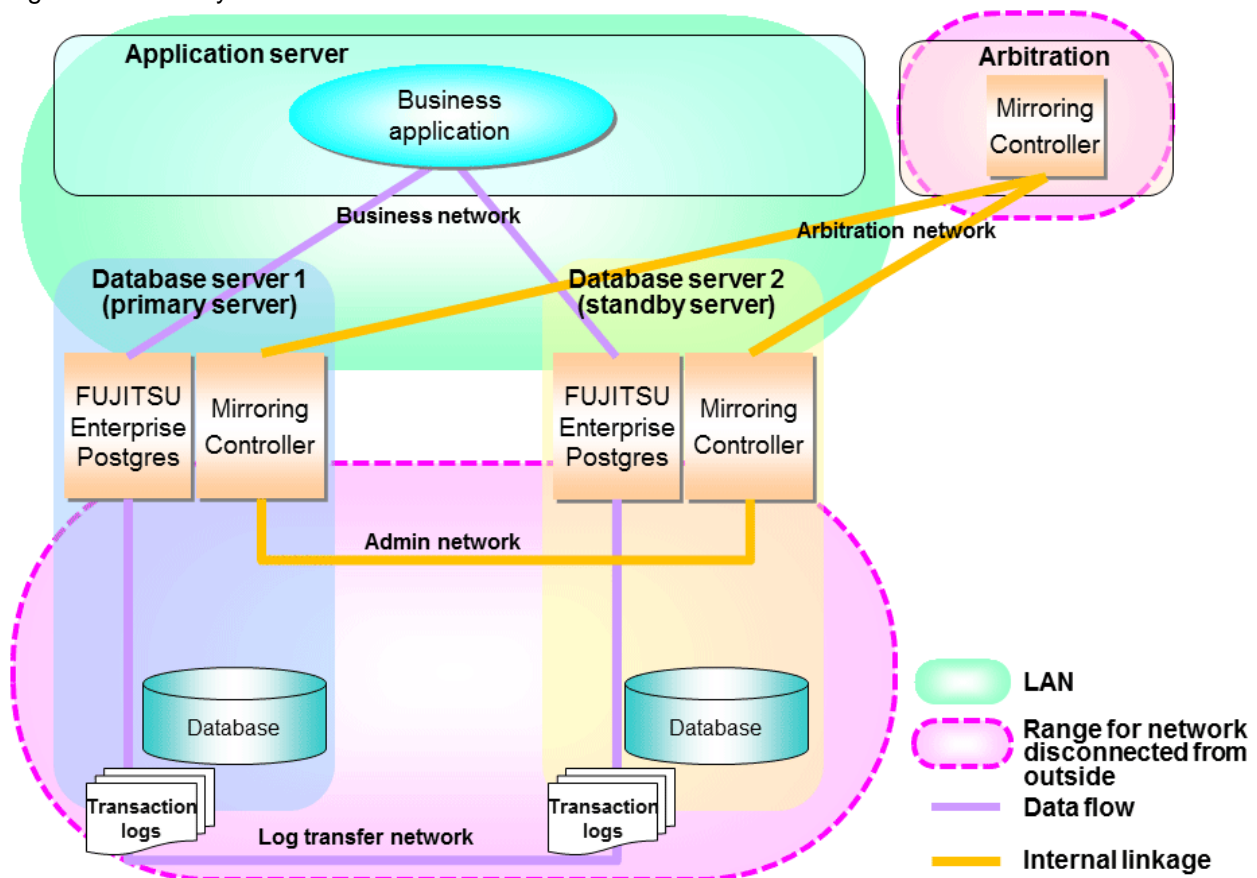 Application server
Business
application
Arbitration
Mirroring
Controller
Business network
Arbitration network
Database server 1
(primary server)
Database server 2
(standby server)
FUJITSU
Enterprise
Postgres
Mirroring
Controller
FUJITSU
Enterprise
Postgres
Mirroring
Controller
Admin network
Database
Database
Transaction
logs
Transaction
logs
Log transfer network
LAN
Range for network
disconnected from
outside
Data flow
Internal linkage